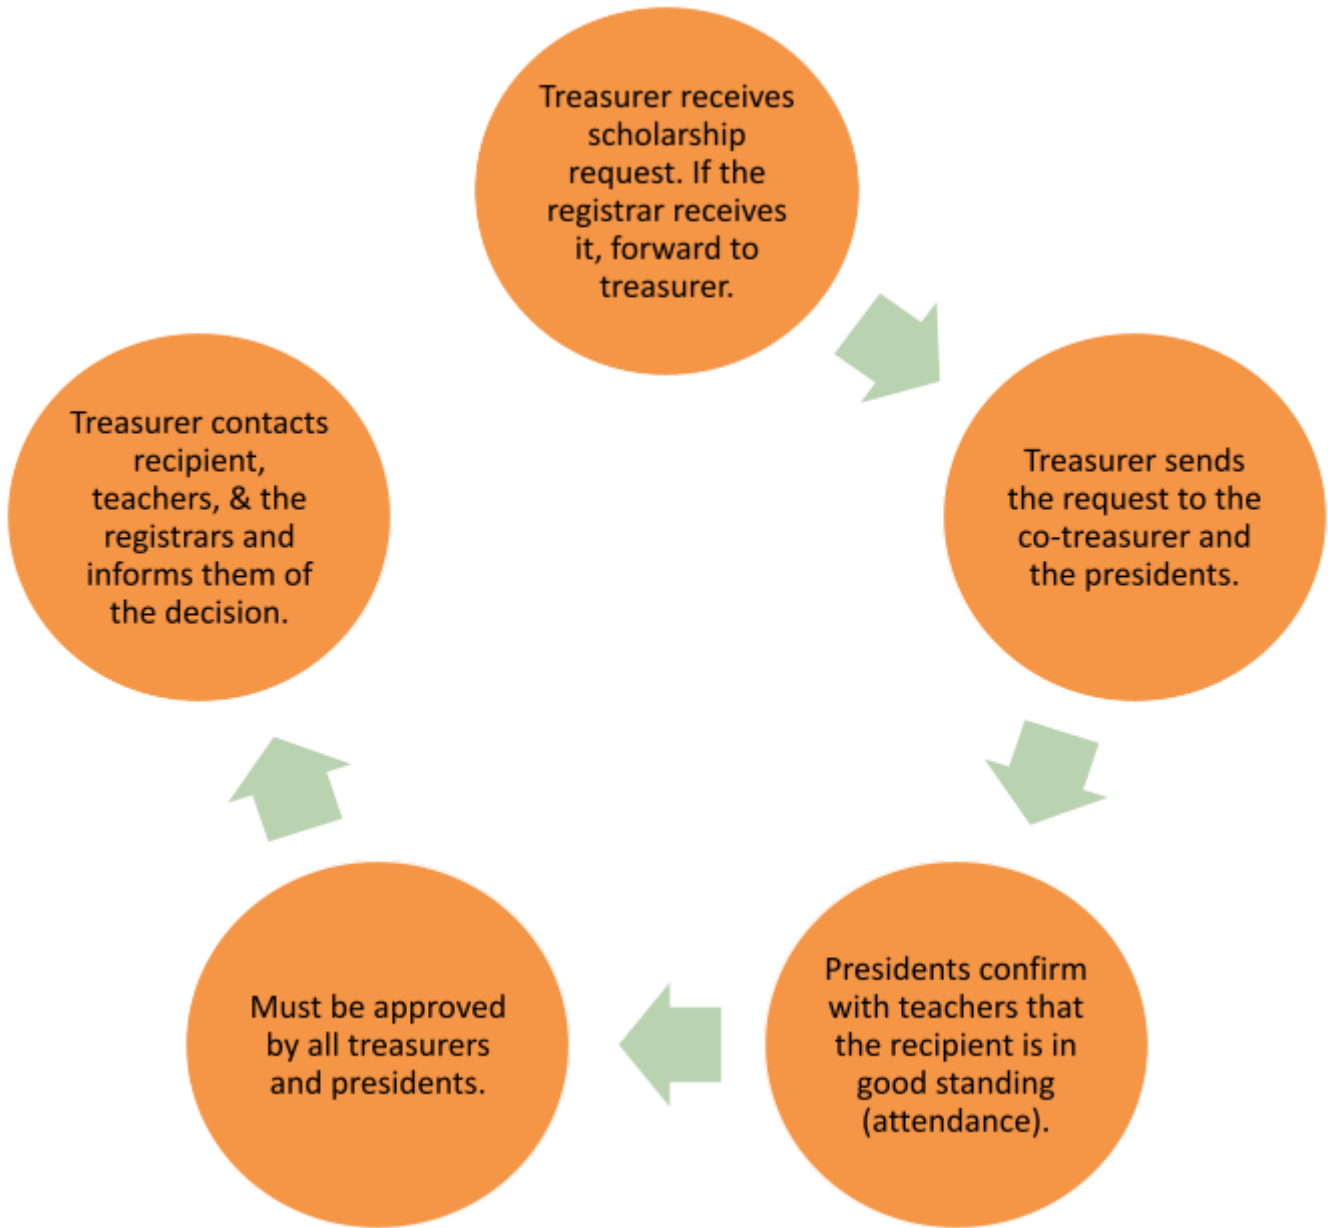 Treasurer receives
scholarship
request. If the
registrar receives
it, forward to
treasurer.
Treasurer sends
the request to the
co-treasurer and
the presidents.
Presidents confirm
with teachers that
the recipient is in
good standing
(attendance).
Must be approved
by all treasurers
and presidents.
Treasurer contacts
recipient,
teachers, & the
registrars and
informs them of
the decision.